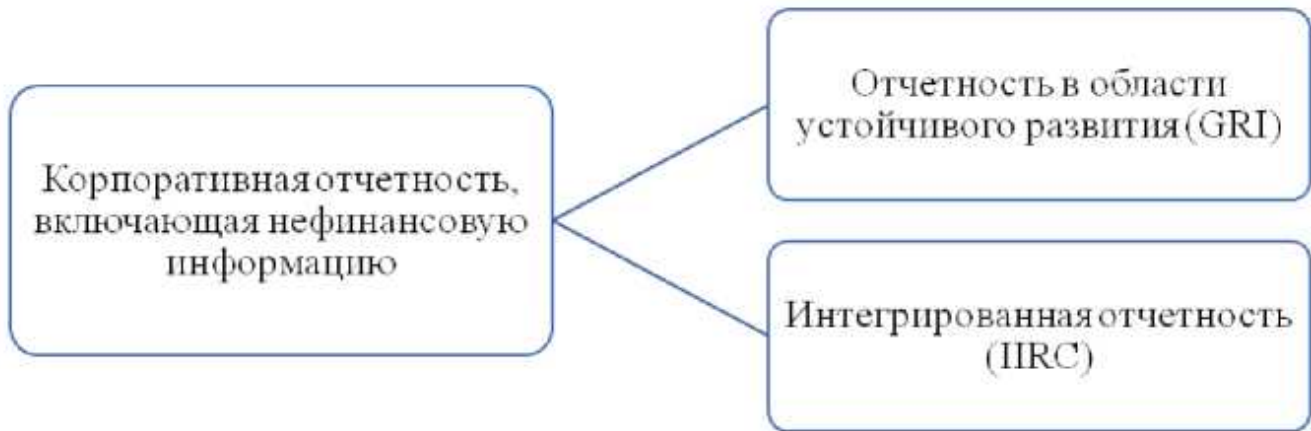 Корпоративная отчетность,
включающая нефинансовую
информацию
Отчетность в области
устойчивого развития (GRI)
Интегрированная отчетность
(IIRC)